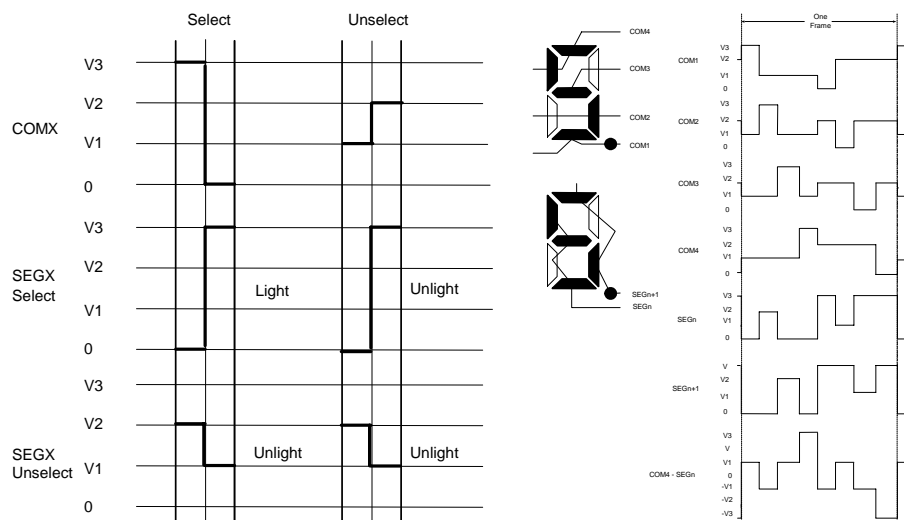 Select
Unselect
V3
V2
COMX
V1
0
V3
SEGX
Select
V2
Light
Unlight
V1
0
V3
V2
SEGX
Unselect
Unlight
Unlight
V1
0
COM4
COM3
COM2
COM1
SEGn+1
SEGn
One
Frame
COM1
V3
V2
V1
0
COM2
V3
V2
V1
0
COM3
V3
V2
V1
0
COM4
V3
V2
V1
0
SEGn
V3
V2
V1
0
SEGn+1
V
V2
V1
0
COM4 - SEGn
V3
V
V1
0
-V1
-V2
-V3